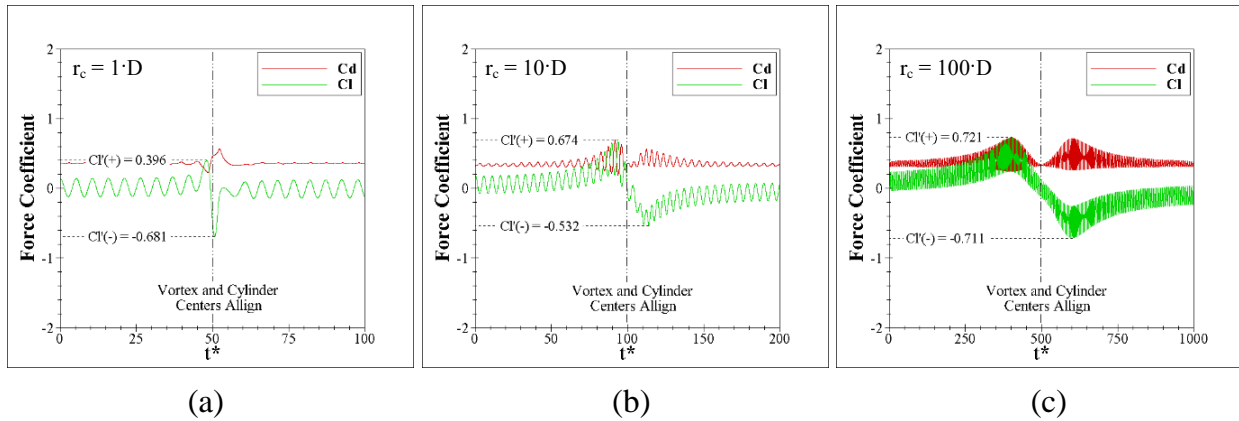 2
1
0
-1
-2
Force Coefficient
r_c = 1·D
Cd
Cl
Cl'(+) = 0.396
Cl'(-) = -0.681
Vortex and Cylinder
Centers Allign
0 25 50 75 100
t*
(a)
2
1
0
-1
-2
Force Coefficient
r_c = 10·D
Cd
Cl
Cl'(+) = 0.674
Cl'(-) = -0.532
Vortex and Cylinder
Centers Allign
0 50 100 150 200
t*
(b)
2
1
0
-1
-2
Force Coefficient
r_c = 100·D
Cd
Cl
Cl'(+) = 0.721
Cl'(-) = -0.711
Vortex and Cylinder
Centers Allign
0 250 500 750 1000
t*
(c)